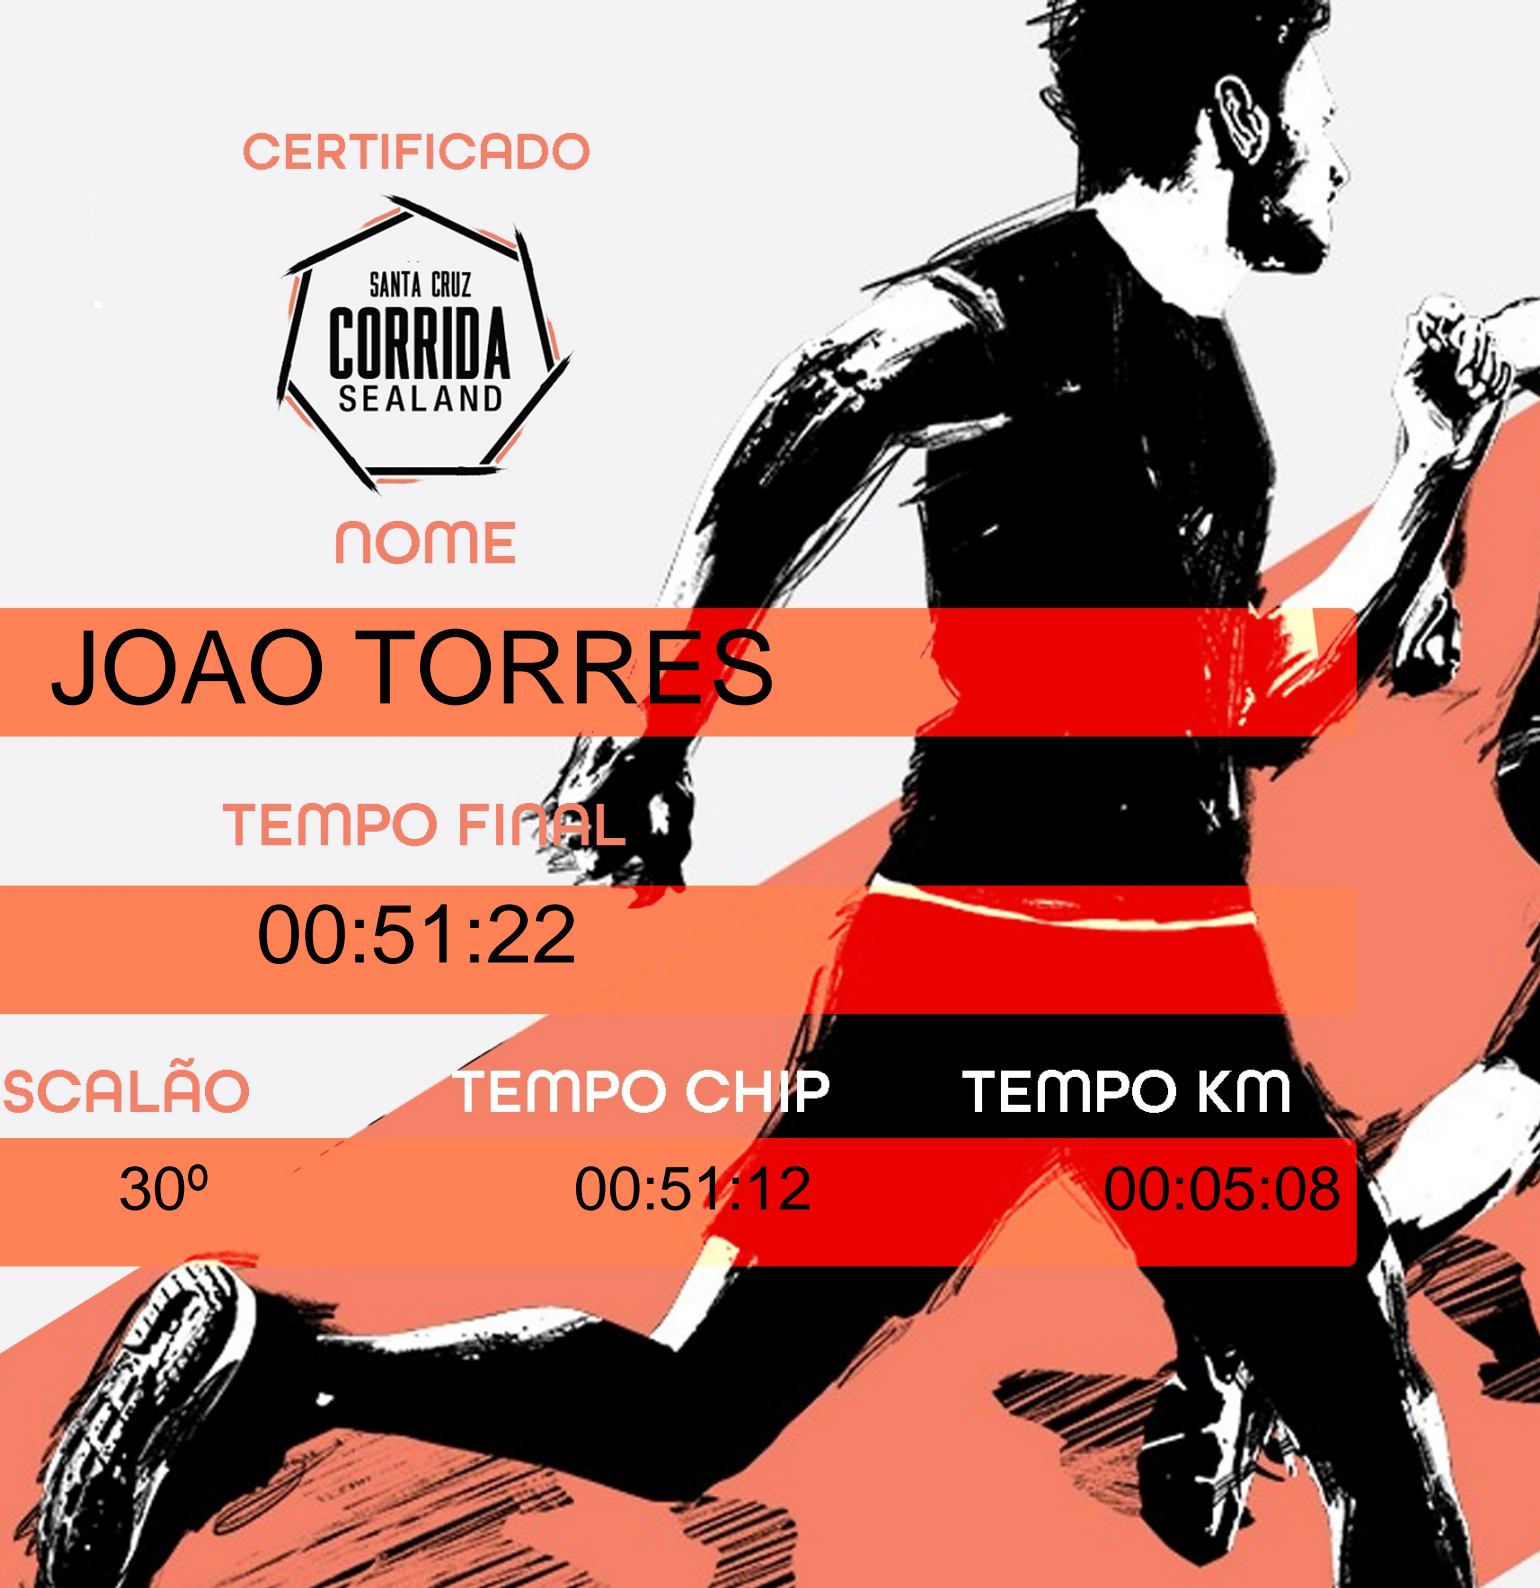 CERTIFICADO
SANTA CRUZ
CORRIDA
SEALAND
NOME
JOAO TORRES
TEMPO FINAL
00:51:22
SCALÃO TEMPO CHIP TEMPO KM
30º 00:51:12 00:05:08